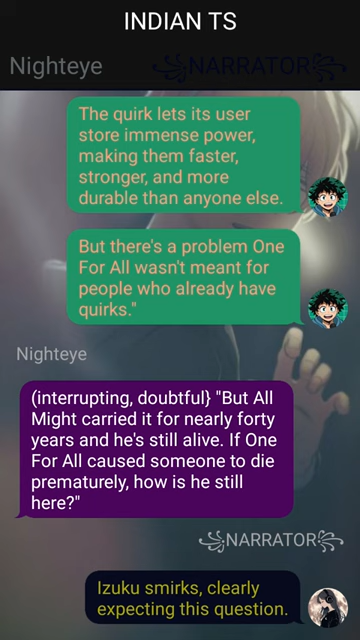 INDIAN TS
Nighteye
꧁NARRATOR꧂
The quirk lets its user
store immense power,
making them faster,
stronger, and more
durable than anyone else.
But there's a problem One
For All wasn't meant for
people who already have
quirks."
Nighteye
(interrupting, doubtful} "But All
Might carried it for nearly forty
years and he's still alive. If One
For All caused someone to die
prematurely, how is he still
here?"
꧁NARRATOR꧂
Izuku smirks, clearly
expecting this question.